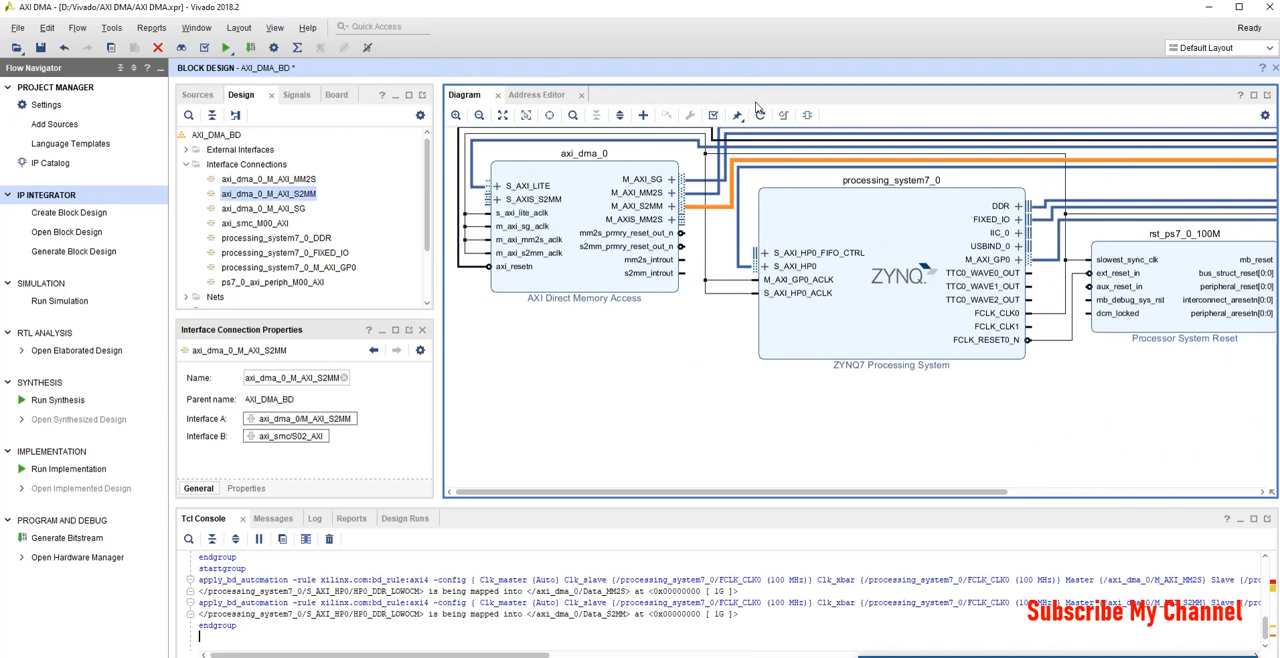 AXI DMA - [D:/Vivado/AXI DMA/AXI DMA.xpr] - Vivado 2018.2
File Edit Flow Tools Reports Window Layout View Help Quick Access Ready
Default Layout
Flow Navigator
PROJECT MANAGER
Settings
Add Sources
Language Templates
IP Catalog
IP INTEGRATOR
Create Block Design
Open Block Design
Generate Block Design
SIMULATION
Run Simulation
RTL ANALYSIS
Open Elaborated Design
SYNTHESIS
Run Synthesis
Open Synthesized Design
IMPLEMENTATION
Run Implementation
Open Implemented Design
PROGRAM AND DEBUG
Generate Bitstream
Open Hardware Manager
BLOCK DESIGN - AXI_DMA_BD *
Sources Design Signals Board
AXI_DMA_BD
External Interfaces
Interface Connections
axi_dma_0_M_AXI_MM2S
axi_dma_0_M_AXI_S2MM
axi_dma_0_M_AXI_SG
axi_smc_M00_AXI
processing_system7_0_DDR
processing_system7_0_FIXED_IO
processing_system7_0_M_AXI_GP0
ps7_0_axi_periph_M00_AXI
Nets
Interface Connection Properties
axi_dma_0_M_AXI_S2MM
Name: axi_dma_0_M_AXI_S2MM
Parent name: AXI_DMA_BD
Interface A: axi_dma_0/M_AXI_S2MM
Interface B: axi_smc/S02_AXI
General Properties
Diagram Address Editor
axi_dma_0
S_AXI_LITE
S_AXIS_S2MM
s_axi_lite_aclk
m_axi_sg_aclk
m_axi_mm2s_aclk
m_axi_s2mm_aclk
axi_resetn
M_AXI_SG
M_AXI_MM2S
M_AXI_S2MM
M_AXIS_MM2S
mm2s_prmry_reset_out_n
s2mm_prmry_reset_out_n
mm2s_introut
s2mm_introut
AXI Direct Memory Access
processing_system7_0
S_AXI_HP0_FIFO_CTRL
S_AXI_HP0
M_AXI_GP0_ACLK
S_AXI_HP0_ACLK
ZYNQ
DDR
FIXED_IO
IIC_0
USBIND_0
M_AXI_GP0
TTC0_WAVE0_OUT
TTC0_WAVE1_OUT
TTC0_WAVE2_OUT
FCLK_CLK0
FCLK_CLK1
FCLK_RESET0_N
ZYNQ7 Processing System
rst_ps7_0_100M
slowest_sync_clk
ext_reset_in
aux_reset_in
mb_debug_sys_rst
dcm_locked
mb_reset
bus_struct_reset[0:0]
peripheral_reset[0:0]
interconnect_aresetn[0:0]
peripheral_aresetn[0:0]
Processor System Reset
Tcl Console Messages Log Reports Design Runs
endgroup
startgroup
apply_bd_automation -rule xilinx.com:bd_rule:axi4 -config { Clk_master {Auto} Clk_slave {/processing_system7_0/FCLK_CLK0 (100 MHz)} Clk_xbar {/processing_system7_0/FCLK_CLK0 (100 MHz)} Master {/axi_dma_0/M_AXI_MM2S} Slave {/pro
</processing_system7_0/S_AXI_HP0/HP0_DDR_LOWOCM> is being mapped into </axi_dma_0/Data_MM2S> at <0x00000000 [ 1G ]>
apply_bd_automation -rule xilinx.com:bd_rule:axi4 -config { Clk_master {Auto} Clk_slave {/processing_system7_0/FCLK_CLK0 (100 MHz)} Clk_xbar {/processing_system7_0/FCLK_CLK0 (100 MHz)}
</processing_system7_0/S_AXI_HP0/HP0_DDR_LOWOCM> is being mapped into </axi_dma_0/Data_S2MM> at <0x00000000 [ 1G ]>
endgroup
Subscribe My Channel